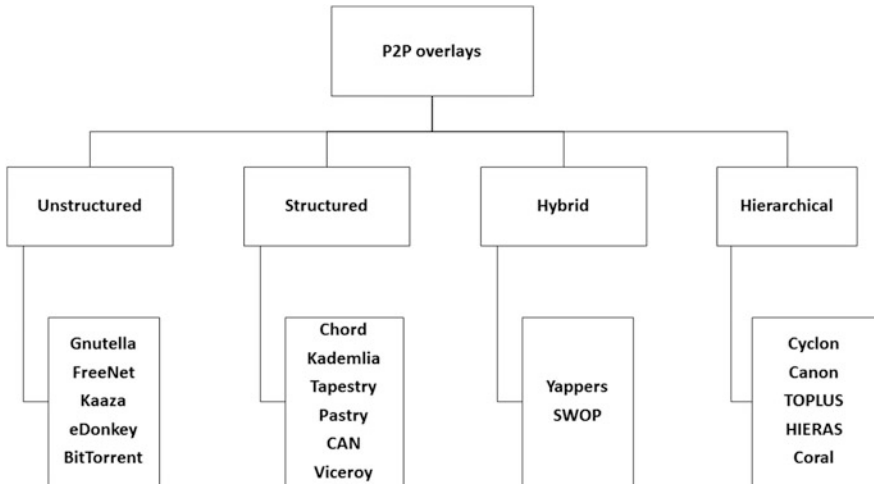 P2P overlays
Unstructured
Structured
Hybrid
Hierarchical
Gnutella
FreeNet
Kaaza
eDonkey
BitTorrent
Chord
Kademlia
Tapestry
Pastry
CAN
Viceroy
Yappers
SWOP
Cyclon
Canon
TOPLUS
HIERAS
Coral